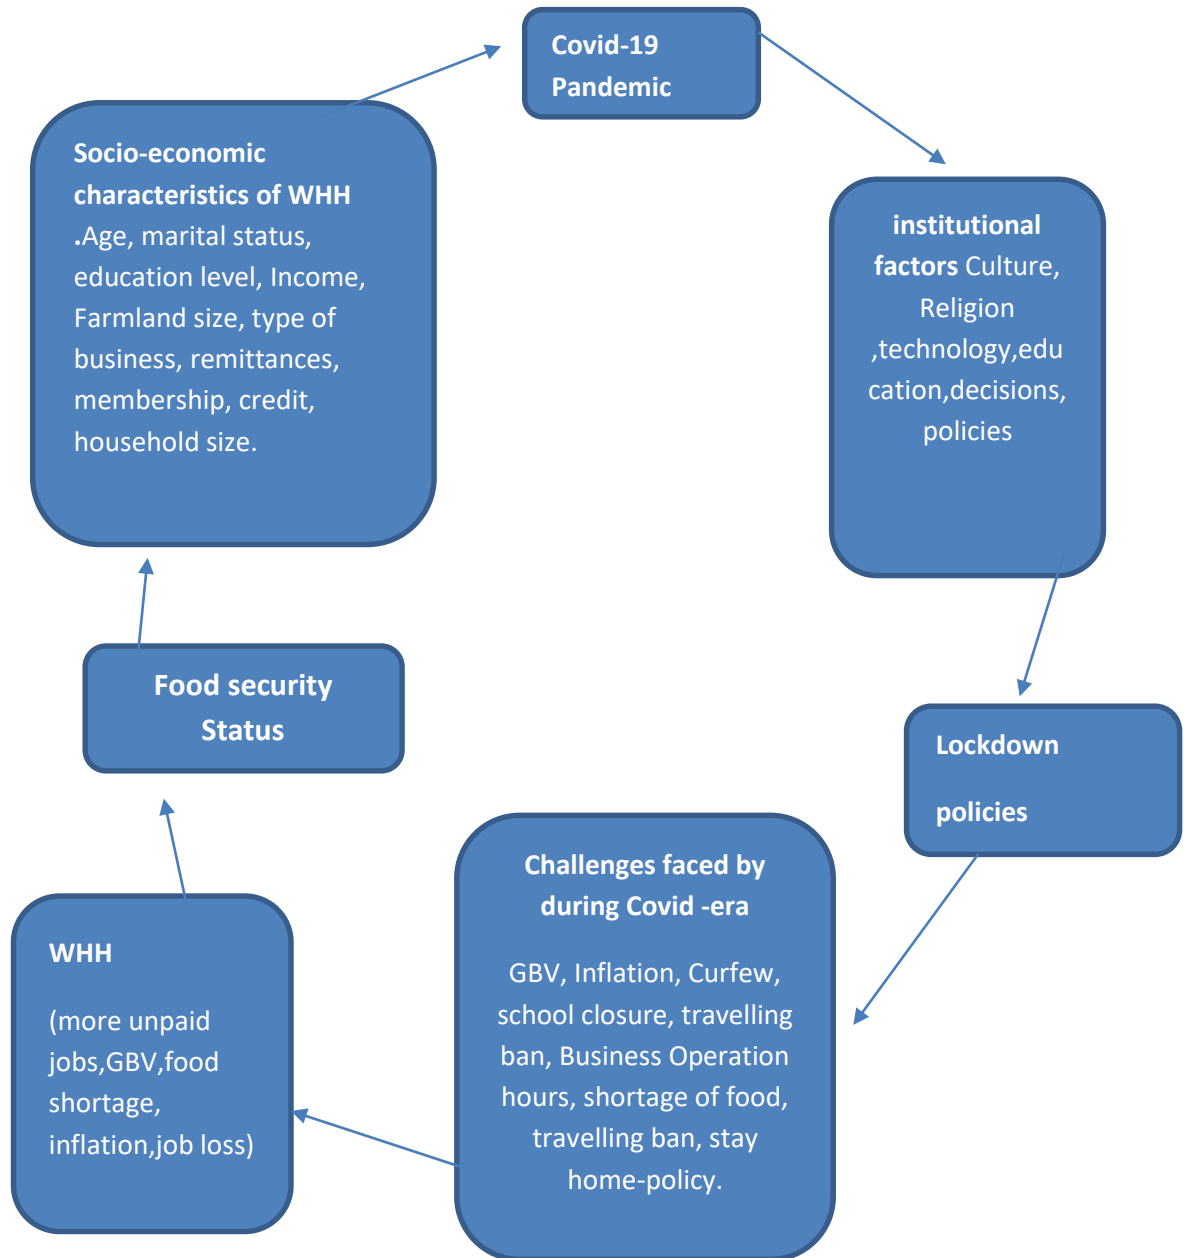 Covid-19
Pandemic
Socio-economic
characteristics of WHH
.Age, marital status,
education level, Income,
Farmland size, type of
business, remittances,
membership, credit,
household size.
institutional
factors Culture,
Religion
,technology,edu
cation,decisions,
policies
Food security
Status
Lockdown
policies
Challenges faced by
during Covid -era
GBV, Inflation, Curfew,
school closure, travelling
ban, Business Operation
hours, shortage of food,
travelling ban, stay
home-policy.
WHH
(more unpaid
jobs,GBV,food
shortage,
inflation,job loss)